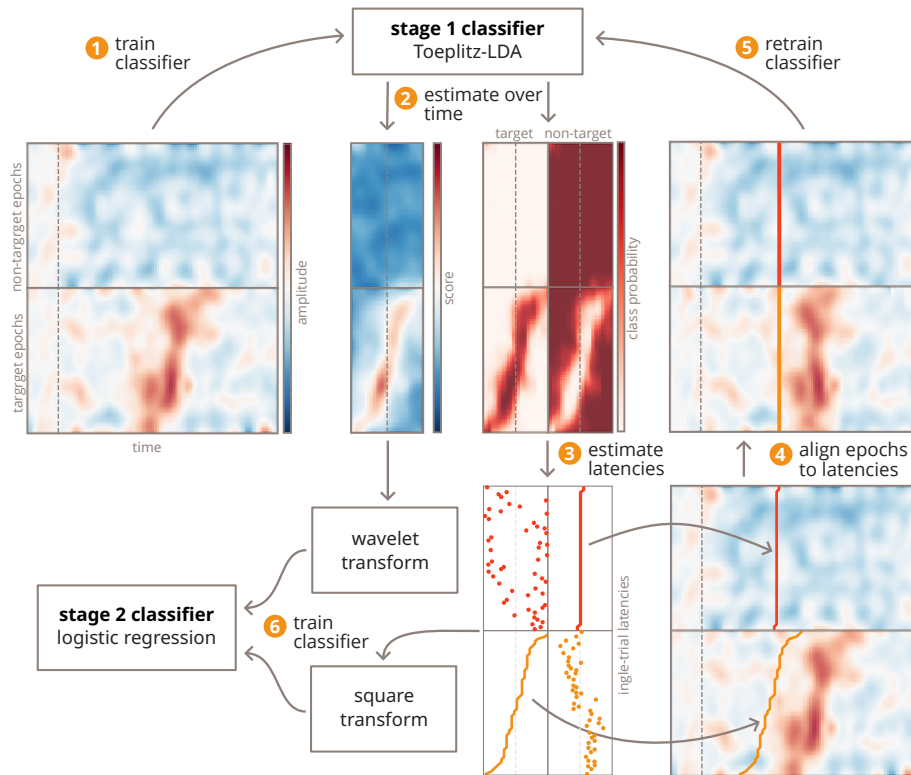 stage 1 classifier
Toeplitz-LDA
1 train
classifier
5 retrain
classifier
2 estimate over
time
target non-target
non-targrget epochs
targrget epochs
amplitude
score
class probability
time
3 estimate
latencies
4 align epochs
to latencies
wavelet
transform
stage 2 classifier
logistic regression
6 train
classifier
square
transform
ingle-trial latencies